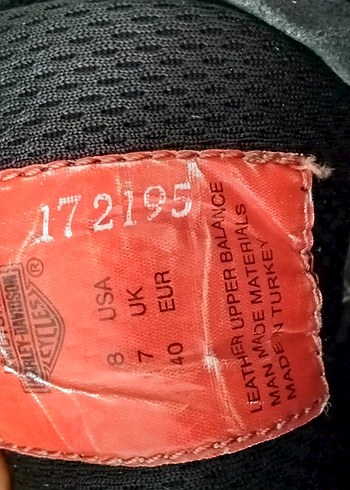 172195
HARLEY-DAVIDSON
CYCLES
®
8 USA
7 UK
40 EUR
LEATHER UPPER BALANCE
MAN MADE MATERIALS
MADE IN TURKEY